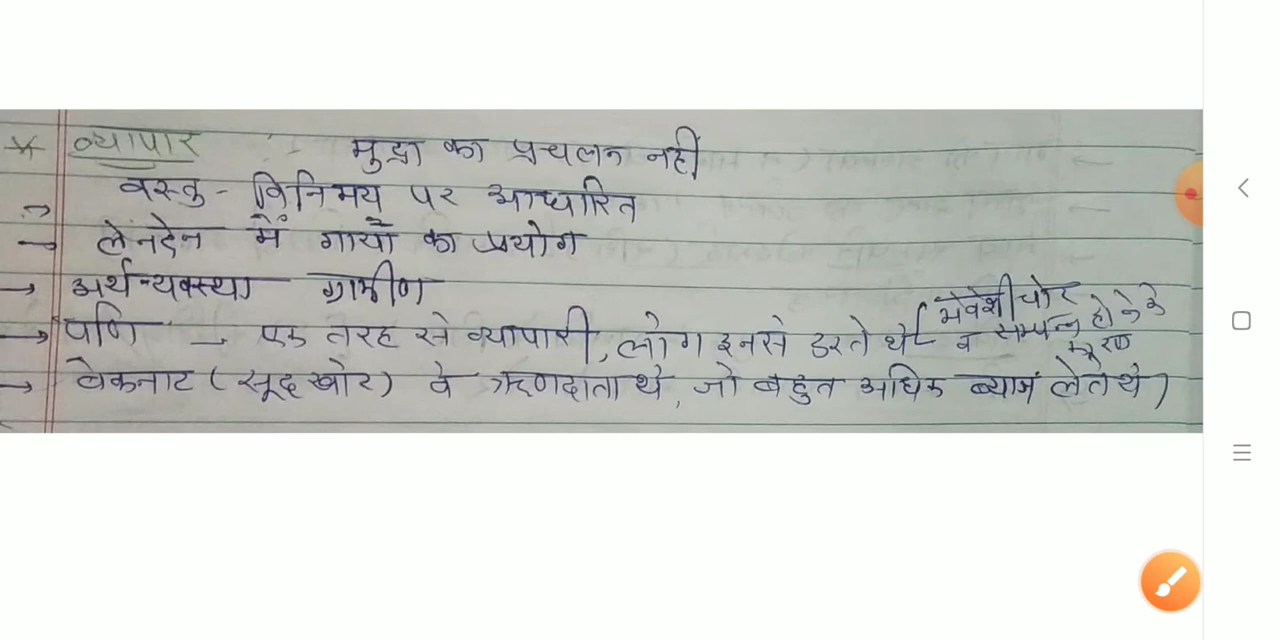 * व्यापार : मुद्रा का प्रचलन नहीं
→ वस्तु - विनिमय पर आधारित
→ लेनदेन में गायों का प्रयोग
→ अर्थव्यवस्था ग्रामीण
→ पणि → एक तरह से व्यापारी, लोग इनसे डरते थे [ मवेशीचोर व सम्पन्न होने के कारण
→ वेकनाट (सूदखोर) वे ऋणदाता थे, जो बहुत अधिक ब्याज लेते थे)